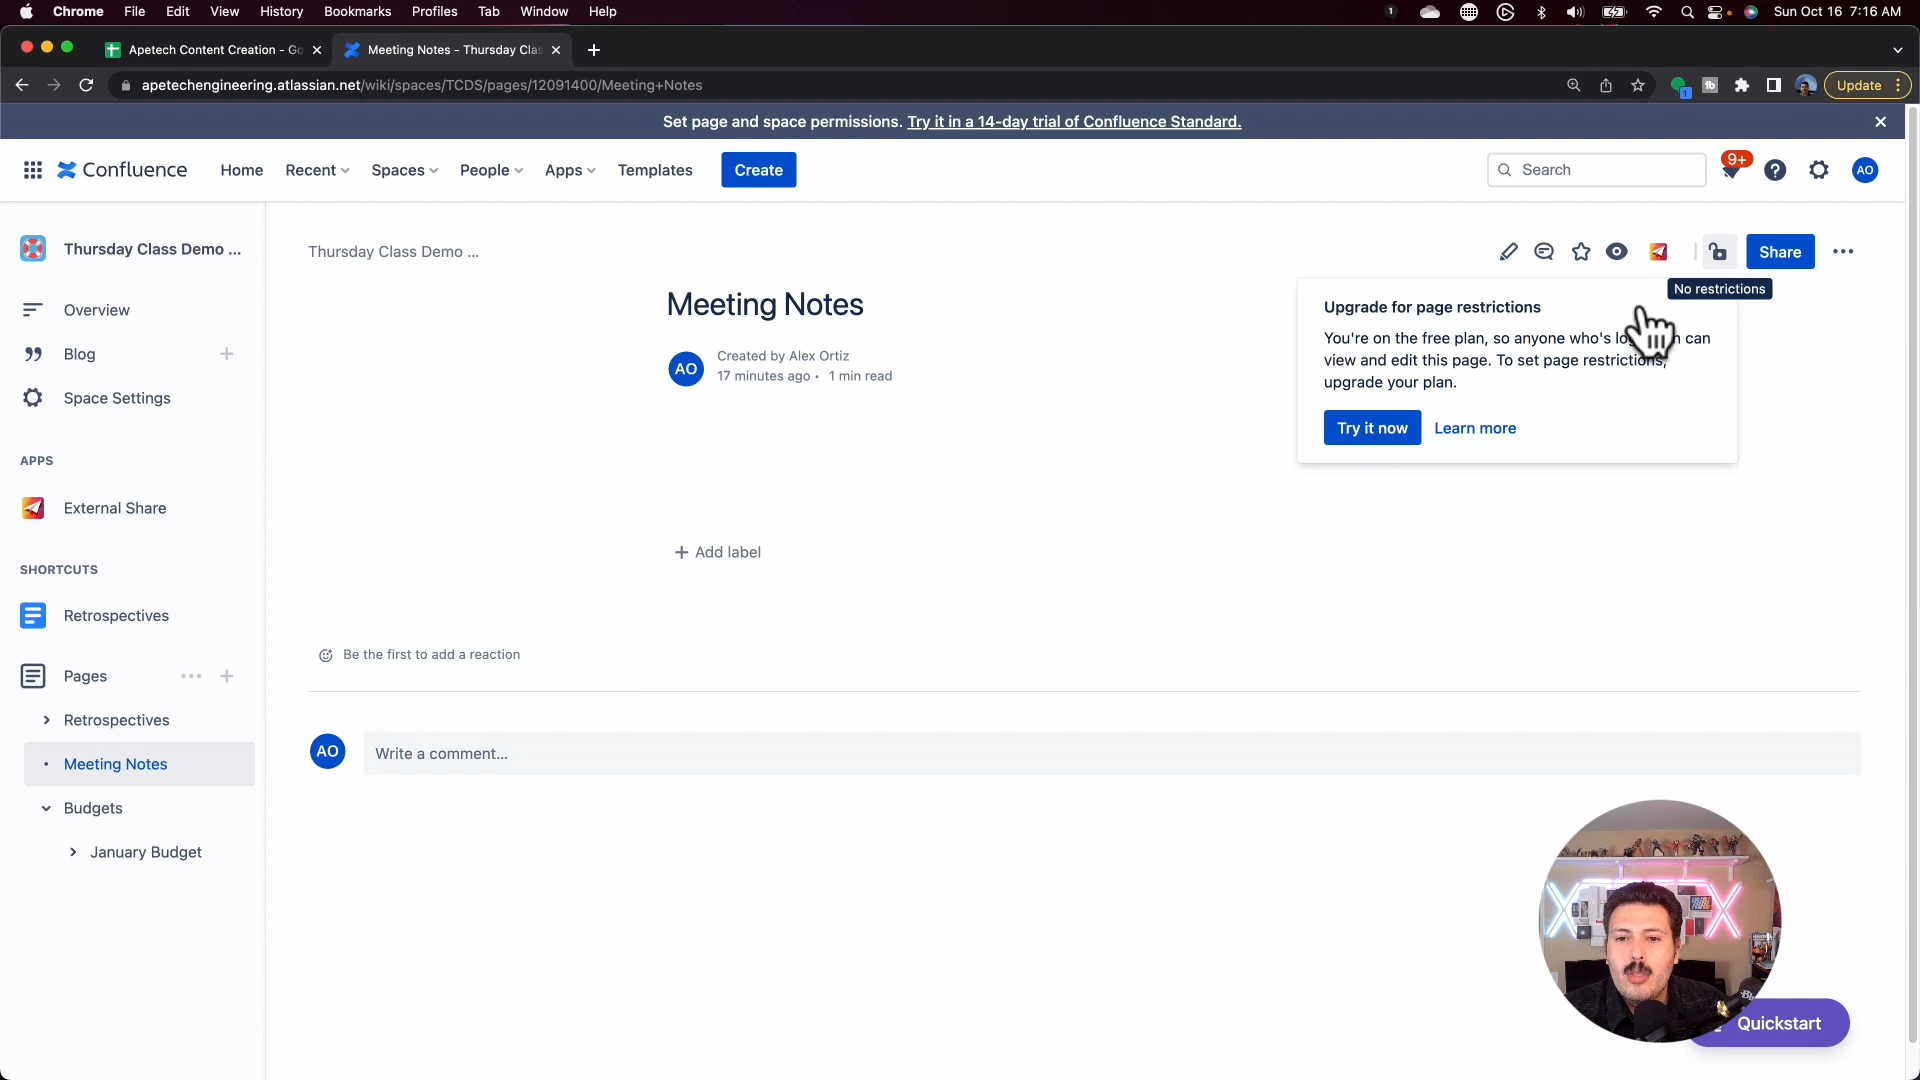 Chrome File Edit View History Bookmarks Profiles Tab Window Help
1
Sun Oct 16 7:16 AM
Apetech Content Creation - Go
Meeting Notes - Thursday Clas
apetechengineering.atlassian.net/wiki/spaces/TCDS/pages/12091400/Meeting+Notes
1
tb
Update
Set page and space permissions. Try it in a 14-day trial of Confluence Standard.
Confluence
Home Recent Spaces People Apps Templates Create
Search
9+
AO
Thursday Class Demo ...
Overview
Blog
Space Settings
APPS
External Share
SHORTCUTS
Retrospectives
Pages
Retrospectives
Meeting Notes
Budgets
January Budget
Thursday Class Demo ...
Share
No restrictions
Meeting Notes
AO
Created by Alex Ortiz
17 minutes ago • 1 min read
Upgrade for page restrictions
You're on the free plan, so anyone who's can
view and edit this page. To set page restrictions,
upgrade your plan.
Try it now Learn more
Add label
Be the first to add a reaction
AO
Write a comment...
Quickstart